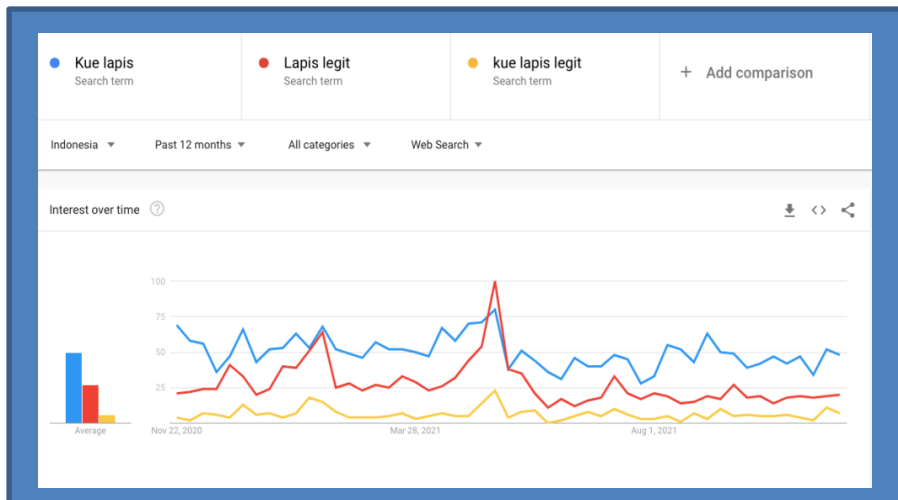 Kue lapis
Search term
Lapis legit
Search term
kue lapis legit
Search term
+ Add comparison
Indonesia
Past 12 months
All categories
Web Search
Interest over time ?
100
75
50
25
Average
Nov 22, 2020
Mar 28, 2021
Aug 1, 2021